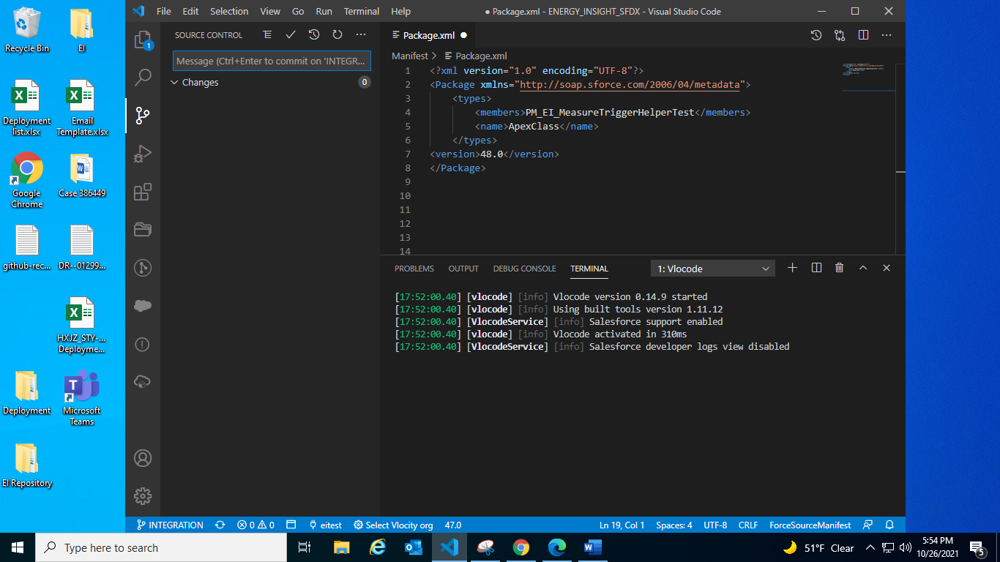 Recycle Bin
EI
Deployment list.xlsx
Email Template.xlsx
Google Chrome
Case 386449
github-rec...
DR--01299...
HXJZ_STY-... Deployme...
Deployment
Microsoft Teams
EI Repository
File Edit Selection View Go Run Terminal Help
● Package.xml - ENERGY_INSIGHT_SFDX - Visual Studio Code
1
SOURCE CONTROL
Message (Ctrl+Enter to commit on 'INTEGR...
Changes 0
Package.xml
Manifest > Package.xml
1 <?xml version="1.0" encoding="UTF-8"?>
2 <Package xmlns="http://soap.sforce.com/2006/04/metadata">
3 <types>
4 <members>PM_EI_MeasureTriggerHelperTest</members>
5 <name>ApexClass</name>
6 </types>
7 <version>48.0</version>
8 </Package>
9
10
11
12
13
14
PROBLEMS OUTPUT DEBUG CONSOLE TERMINAL 1: Vlocode
[17:52:00.40] [vlocode] [info] Vlocode version 0.14.9 started
[17:52:00.40] [vlocode] [info] Using built tools version 1.11.12
[17:52:00.40] [VlocodeService] [info] Salesforce support enabled
[17:52:00.40] [vlocode] [info] Vlocode activated in 310ms
[17:52:00.40] [VlocodeService] [info] Salesforce developer logs view disabled
INTEGRATION 0 0 eitest Select Vlocity org 47.0 Ln 19, Col 1 Spaces: 4 UTF-8 CRLF ForceSourceManifest
Type here to search
51°F Clear
5:54 PM
10/26/2021
5